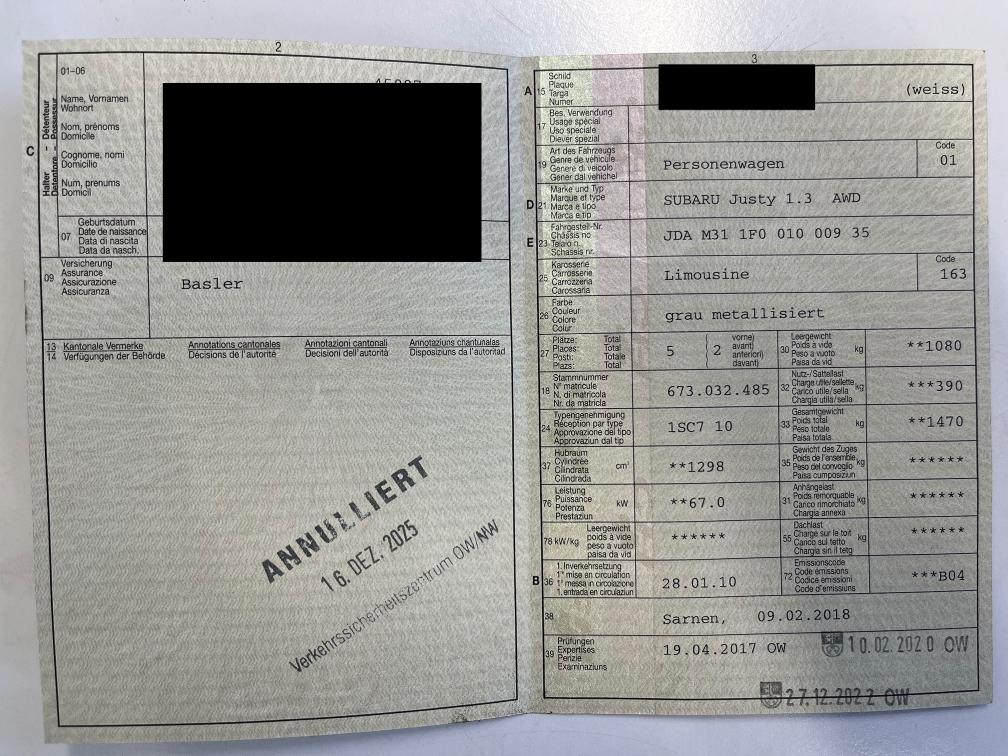 2
01-06
Halter - Détenteur
Detentore - Possessur
C
Name, Vornamen
Wohnort
Nom, prénoms
Domicile
Cognome, nomi
Domicilio
Num, prenums
Domicil
07
Geburtsdatum
Date de naissance
Data di nascita
Data da nasch.
09
Versicherung
Assurance
Assicurazione
Assicuranza
Basler
13 Kantonale Vermerke Annotations cantonales Annotazioni cantonali Annotaziuns chantunalas
14 Verfügungen der Behörde Décisions de l'autorité Decisioni dell'autorità Disposiziuns da l'autoritad
ANNULLIERT
16. DEZ. 2025
Verkehrssicherheitszentrum OW/NW
3
A 15
Schild
Plaque
Targa
Numer
(weiss)
17
Bes. Verwendung
Usage spécial
Uso speciale
Diever spezial
19
Art des Fahrzeugs
Genre de véhicule
Genere di veicolo
Gener dal vehichel
Personenwagen
Code
01
D 21
Marke und Typ
Marque et type
Marca e tipo
Marca e tip
SUBARU Justy 1.3 AWD
E 23
Fahrgestell-Nr.
Châssis no
Telaio n.
Schassis nr.
JDA M31 1F0 010 009 35
25
Karosserie
Carrosserie
Carrozzeria
Carossaria
Limousine
Code
163
26
Farbe
Couleur
Colore
Colur
grau metallisiert
27
Plätze: Total
Places: Total
Posti: Totale
Plazs: Total
5 ( 2
vorne)
avant)
anteriori)
davant)
30
Leergewicht
Poids à vide
Peso a vuoto
Paisa da vid
kg
**1080
18
Stammnummer
N° matricule
N. di matricola
Nr. da matricla
673.032.485
32
Nutz-/Sattellast
Charge utile/sellette
Carico utile/sella
Chargia utila/sella
kg
***390
24
Typengenehmigung
Réception par type
Approvazione del tipo
Approvaziun dal tip
1SC7 10
33
Gesamtgewicht
Poids total
Peso totale
Paisa totala
kg
**1470
37
Hubraum
Cylindrée
Cilindrata
Cilindrada
cm³
**1298
35
Gewicht des Zuges
Poids de l'ensemble
Peso del convoglio
Paisa cumposiziun
kg
******
76
Leistung
Puissance
Potenza
Prestaziun
kW
**67.0
31
Anhängelast
Poids remorquable
Carico rimorchiato
Chargia annexa
kg
******
78 kW/kg
Leergewicht
poids à vide
peso a vuoto
paisa da vid
******
55
Dachlast
Charge sur le toit
Carico sul tetto
Chargia sin il tetg
kg
******
B 36
1. Inverkehrsetzung
1re mise en circulation
1a messa in circolazione
1. entrada en circulaziun
28.01.10
72
Emissionscode
Code émissions
Codice emissioni
Code d'emissiuns
***B04
38
Sarnen, 09.02.2018
39
Prüfungen
Expertises
Perizie
Examinaziuns
19.04.2017 OW
10.02.2020 OW
27.12.2022 OW